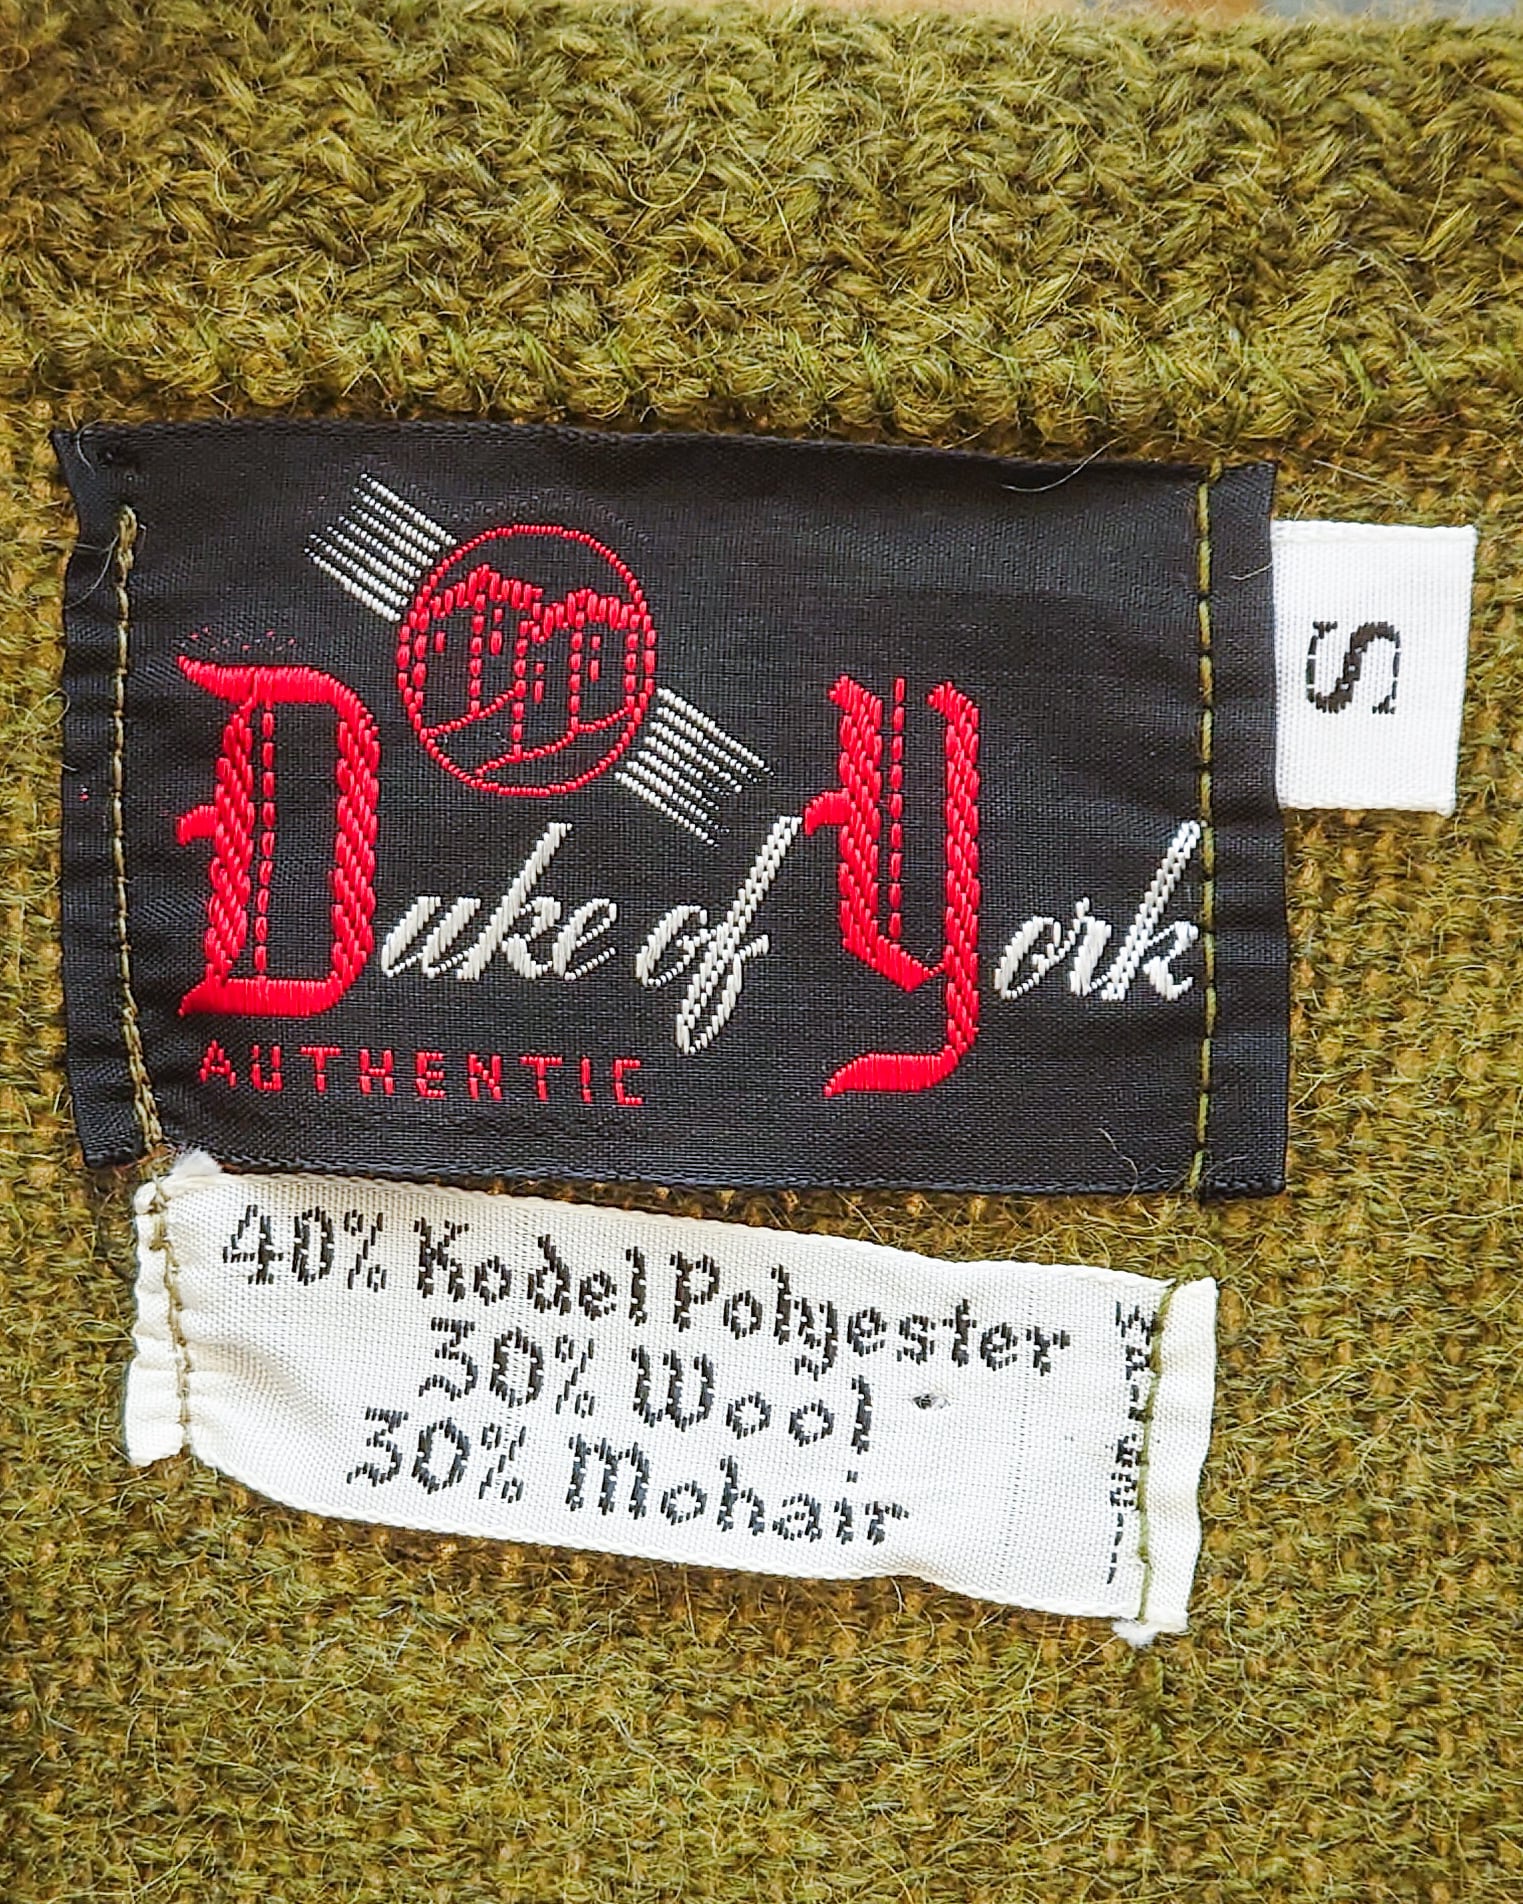 Duke of York
AUTHENTIC
S
40% Kodel Polyester
30% Wool
30% Mohair